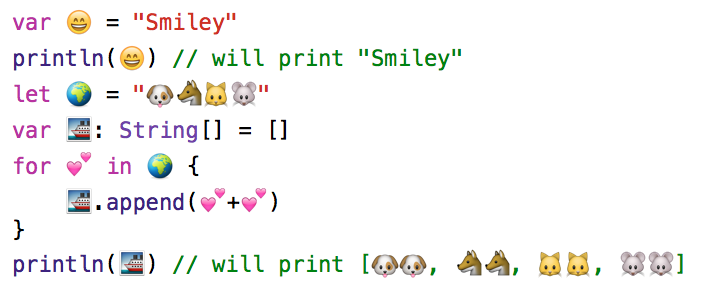 var 😄 = "Smiley"
println(😄) // will print "Smiley"
let 🌍 = "🐶🐺🐱🐭"
var 🚢: String[] = []
for 💕 in 🌍 {
    🚢.append(💕+💕)
}
println(🚢) // will print [🐶🐶, 🐺🐺, 🐱🐱, 🐭🐭]